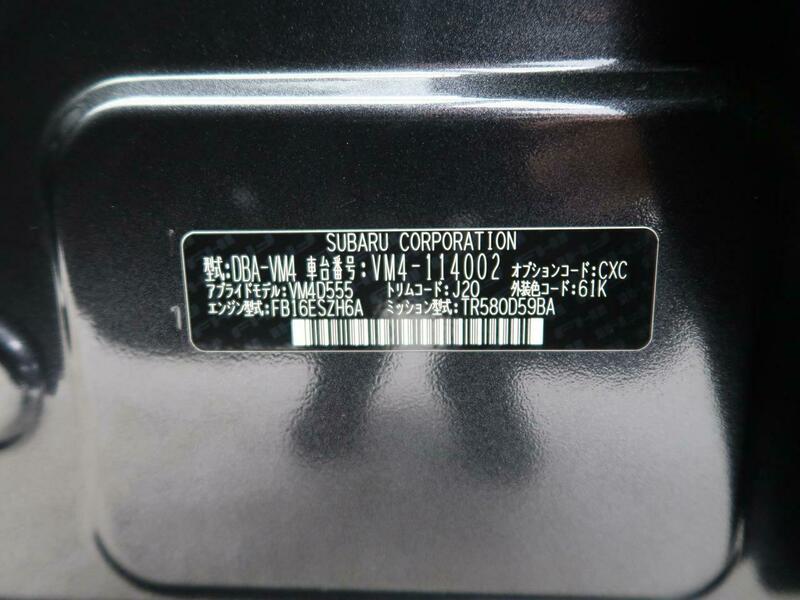 SUBARU CORPORATION
型式:DBA-VM4 車台番号:VM4-114002 オプションコード:CXC
アプライドモデル:VM4D555 トリムコード:J20 外装色コード:61K
エンジン型式:FB16ESZH6A ミッション型式:TR580D59BA